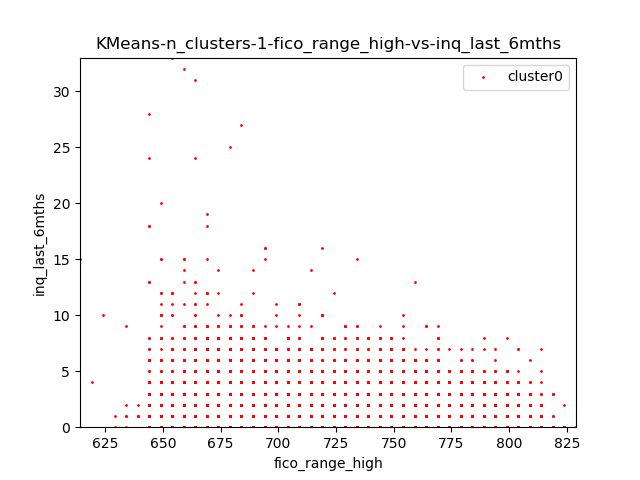 KMeans-n_clusters-1-fico_range_high-vs-inq_last_6mths
cluster0
30
25
20
15
10
5
0
inq_last_6mths
625 650 675 700 725 750 775 800 825
fico_range_high